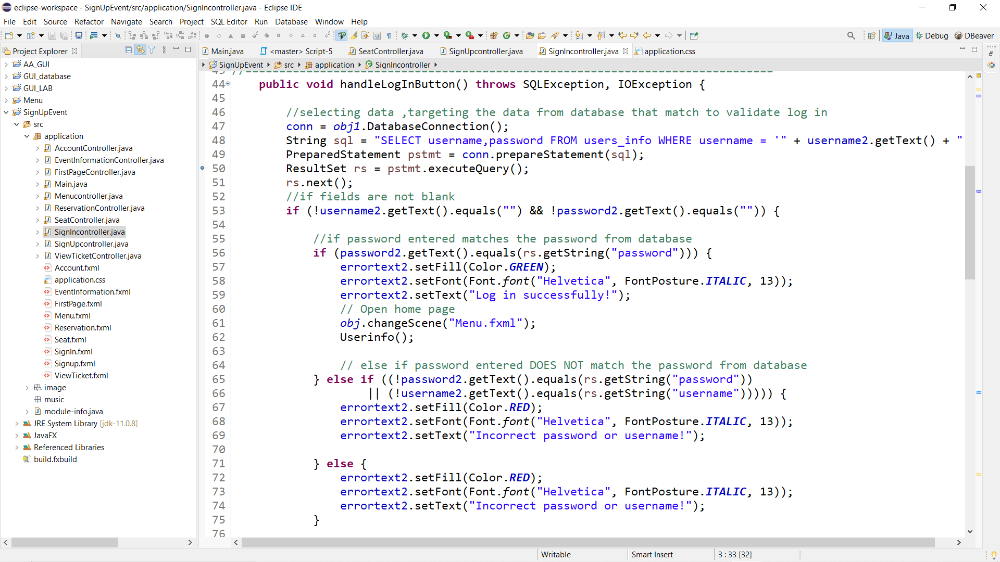 eclipse-workspace - SignUpEvent/src/application/SignIncontroller.java - Eclipse IDE
File Edit Source Refactor Navigate Search Project SQL Editor Run Database Window Help
Java Debug DBeaver
Project Explorer
Main.java <master> Script-5 SeatController.java SignUpcontroller.java SignIncontroller.java application.css
SignUpEvent src application SignIncontroller
AA_GUI
GUI_database
GUI_LAB
Menu
SignUpEvent
src
application
AccountController.java
EventInformationController.java
FirstPageController.java
Main.java
Menucontroller.java
ReservationController.java
SeatController.java
SignIncontroller.java
SignUpcontroller.java
ViewTicketController.java
Account.fxml
application.css
EventInformation.fxml
FirstPage.fxml
Menu.fxml
Reservation.fxml
Seat.fxml
SignIn.fxml
Signup.fxml
ViewTicket.fxml
image
music
module-info.java
JRE System Library [jdk-11.0.8]
JavaFX
Referenced Libraries
build.fxbuild
44 public void handleLogInButton() throws SQLException, IOException {
45
46 //selecting data ,targeting the data from database that match to validate log in
47 conn = obj1.DatabaseConnection();
48 String sql = "SELECT username,password FROM users_info WHERE username = '" + username2.getText() + "
49 PreparedStatement pstmt = conn.prepareStatement(sql);
50 ResultSet rs = pstmt.executeQuery();
51 rs.next();
52 //if fields are not blank
53 if (!username2.getText().equals("") && !password2.getText().equals("")) {
54
55 //if password entered matches the password from database
56 if (password2.getText().equals(rs.getString("password"))) {
57 errortext2.setFill(Color.GREEN);
58 errortext2.setFont(Font.font("Helvetica", FontPosture.ITALIC, 13));
59 errortext2.setText("Log in successfully!");
60 // Open home page
61 obj.changeScene("Menu.fxml");
62 Userinfo();
63
64 // else if password entered DOES NOT match the password from database
65 } else if ((!password2.getText().equals(rs.getString("password"))
66 || (!username2.getText().equals(rs.getString("username"))))) {
67 errortext2.setFill(Color.RED);
68 errortext2.setFont(Font.font("Helvetica", FontPosture.ITALIC, 13));
69 errortext2.setText("Incorrect password or username!");
70
71 } else {
72 errortext2.setFill(Color.RED);
73 errortext2.setFont(Font.font("Helvetica", FontPosture.ITALIC, 13));
74 errortext2.setText("Incorrect password or username!");
75 }
76
Writable Smart Insert 3 : 33 [32]